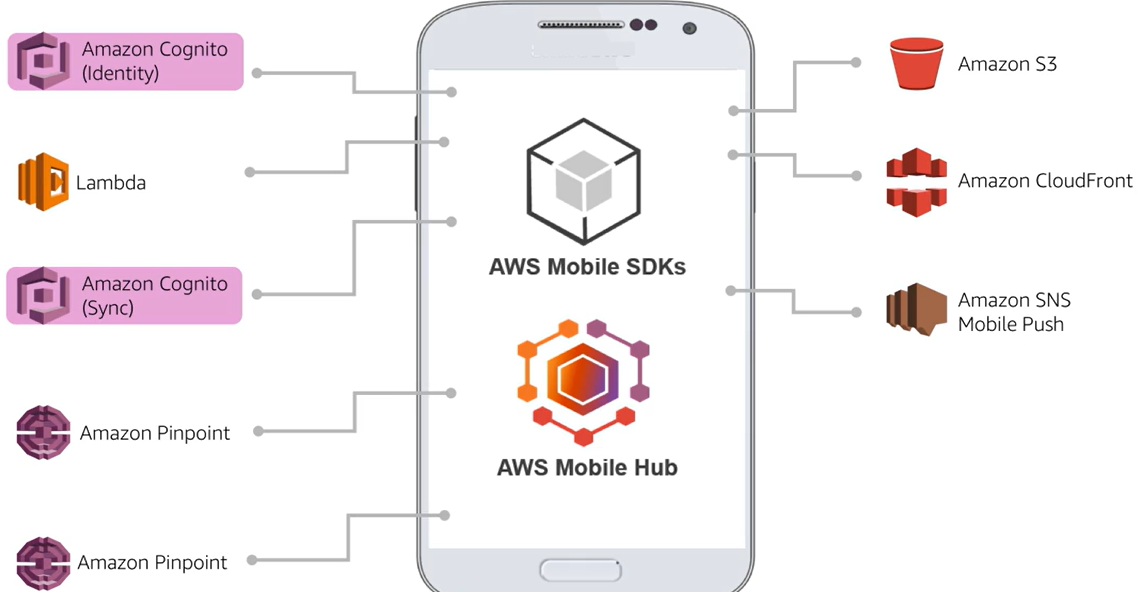 Amazon Cognito
(Identity)
Lambda
Amazon Cognito
(Sync)
Amazon Pinpoint
Amazon Pinpoint
AWS Mobile SDKs
AWS Mobile Hub
Amazon S3
Amazon CloudFront
Amazon SNS
Mobile Push